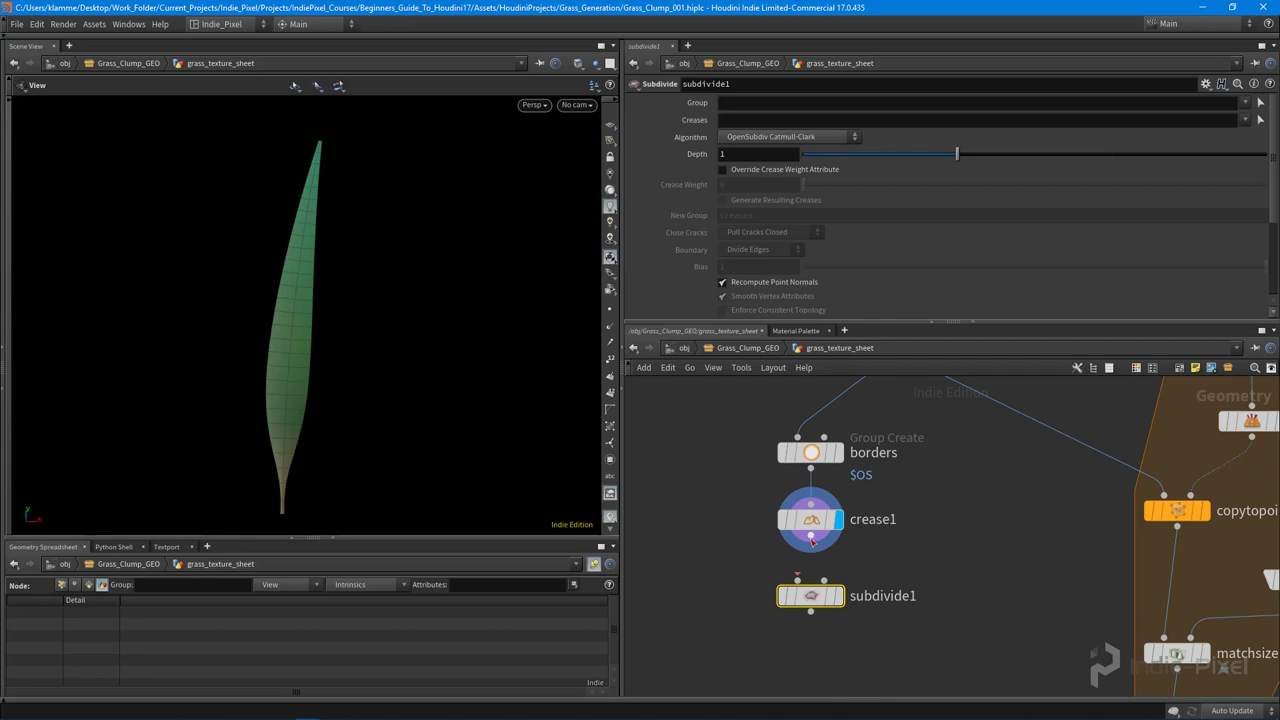 C:/Users/klamme/Desktop/Work_Folder/Current_Projects/Projects/IndiePixel_Courses/Beginners_Guide_To_Houdini17/Assets/HoudiniProjects/Grass_Generation/Grass_Clump_001.hiplc - Houdini Indie Limited-Commercial 17.0.435
File Edit Render Assets Windows Help Indie_Pixel Main Main
Scene View
obj Grass_Clump_GEO grass_texture_sheet
View
Persp No cam
Indie Edition
subdivide1
obj Grass_Clump_GEO grass_texture_sheet
Subdivide subdivide1
Group
Creases
Algorithm OpenSubdiv Catmull-Clark
Depth 1
Override Crease Weight Attribute
Crease Weight
Generate Resulting Creases
New Group creases
Close Cracks Pull Cracks Closed
Boundary Divide Edges
Bias 1
Recompute Point Normals
Smooth Vertex Attributes
Enforce Consistent Topology
/obj/Grass_Clump_GEO/grass_texture_sheet Material Palette
obj Grass_Clump_GEO grass_texture_sheet
Add Edit Go View Tools Layout Help
Indie Edition
Geometry
Group Create
borders
$OS
crease1
subdivide1
copytopoi
matchsize
Indie-Pixel
Geometry Spreadsheet Python Shell Textport
obj Grass_Clump_GEO grass_texture_sheet
Node: Group: View Intrinsics Attributes:
Detail
Indie
Auto Update